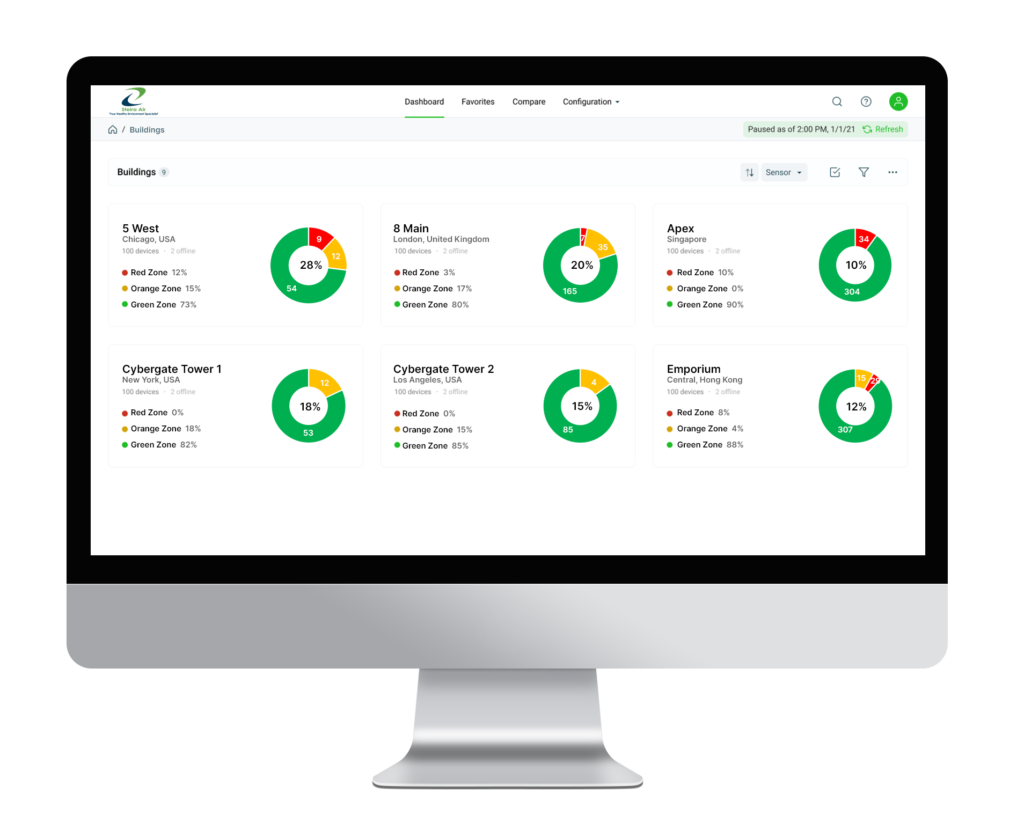 Steiro Air
Your Healthy Environment Specialist
Dashboard Favorites Compare Configuration
/ Buildings
Paused as of 2:00 PM, 1/1/21 Refresh
Buildings 9
Sensor
5 West
Chicago, USA
100 devices · 2 offline
Red Zone 12%
Orange Zone 15%
Green Zone 73%
9
12
28%
54
8 Main
London, United Kingdom
100 devices · 2 offline
Red Zone 3%
Orange Zone 17%
Green Zone 80%
7
35
20%
165
Apex
Singapore
100 devices · 2 offline
Red Zone 10%
Orange Zone 0%
Green Zone 90%
34
10%
304
Cybergate Tower 1
New York, USA
100 devices · 2 offline
Red Zone 0%
Orange Zone 18%
Green Zone 82%
12
18%
53
Cybergate Tower 2
Los Angeles, USA
100 devices · 2 offline
Red Zone 0%
Orange Zone 15%
Green Zone 85%
4
15%
85
Emporium
Central, Hong Kong
100 devices · 2 offline
Red Zone 8%
Orange Zone 4%
Green Zone 88%
15
12%
307